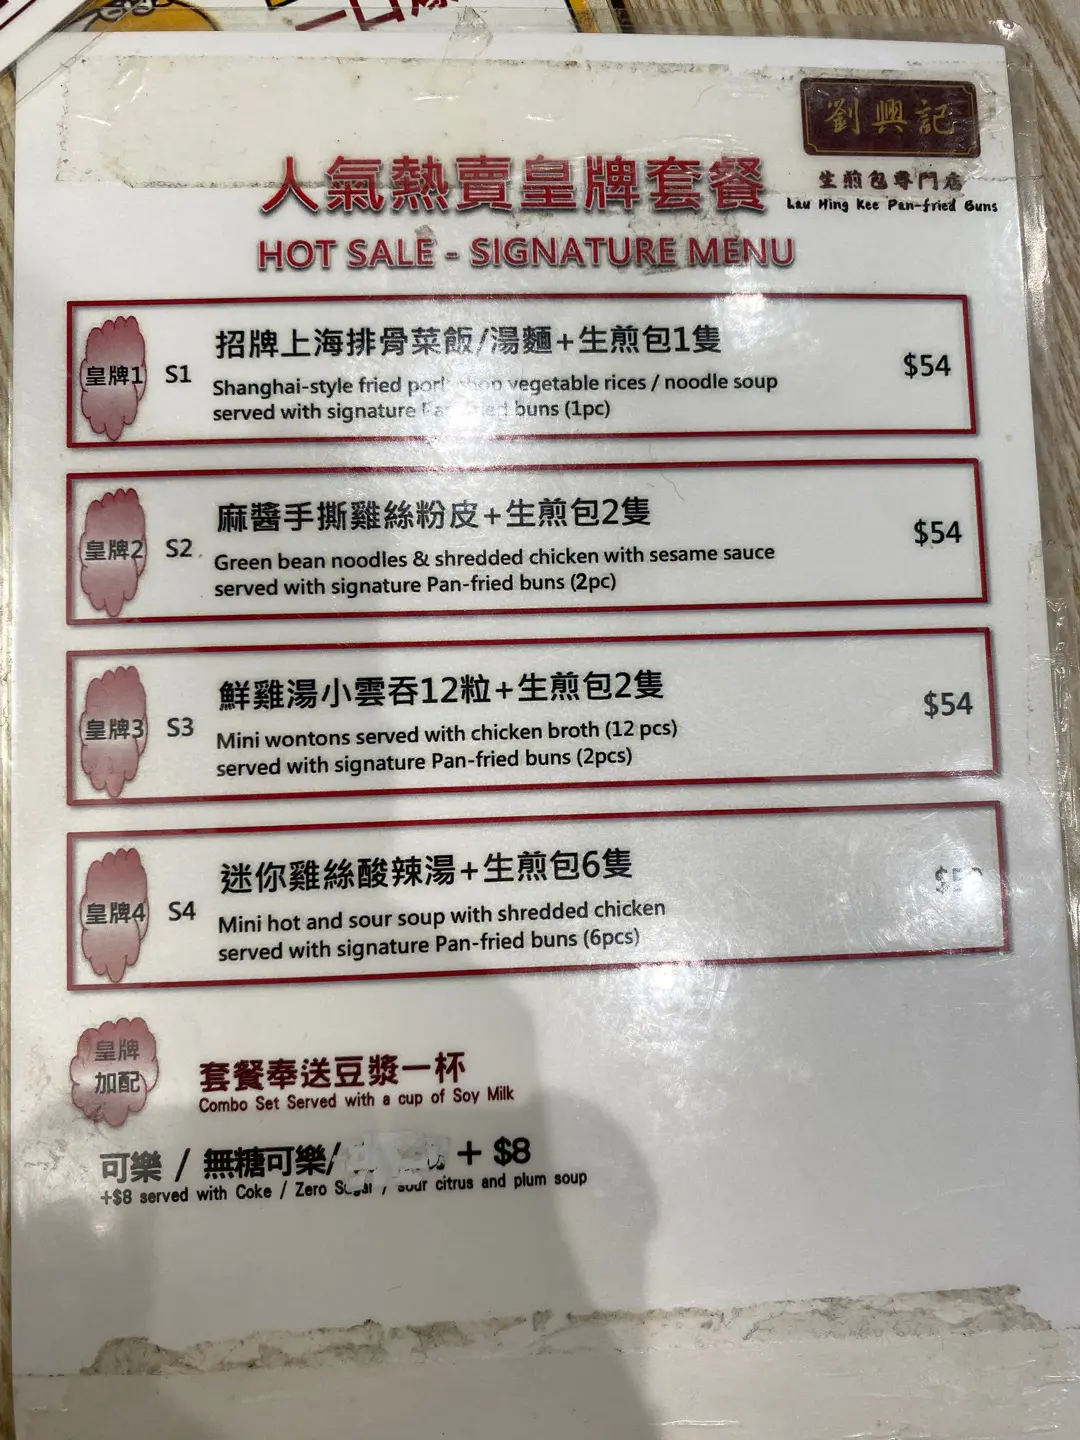 劉興記
生煎包專門店
Lau Hing Kee Pan-fried Buns
人氣熱賣皇牌套餐
HOT SALE - SIGNATURE MENU
皇牌1 S1
招牌上海排骨菜飯/湯麵+生煎包1隻
$54
Shanghai-style fried pork chop vegetable rices / noodle soup
served with signature Pan-fried buns (1pc)
皇牌2 S2
麻醬手撕雞絲粉皮+生煎包2隻
$54
Green bean noodles & shredded chicken with sesame sauce
served with signature Pan-fried buns (2pc)
皇牌3 S3
鮮雞湯小雲吞12粒+生煎包2隻
$54
Mini wontons served with chicken broth (12 pcs)
served with signature Pan-fried buns (2pcs)
皇牌4 S4
迷你雞絲酸辣湯+生煎包6隻
Mini hot and sour soup with shredded chicken
served with signature Pan-fried buns (6pcs)
皇牌
加配
套餐奉送豆漿一杯
Combo Set Served with a cup of Soy Milk
可樂 / 無糖可樂/ + $8
+$8 served with Coke / Zero Sugar / sour citrus and plum soup